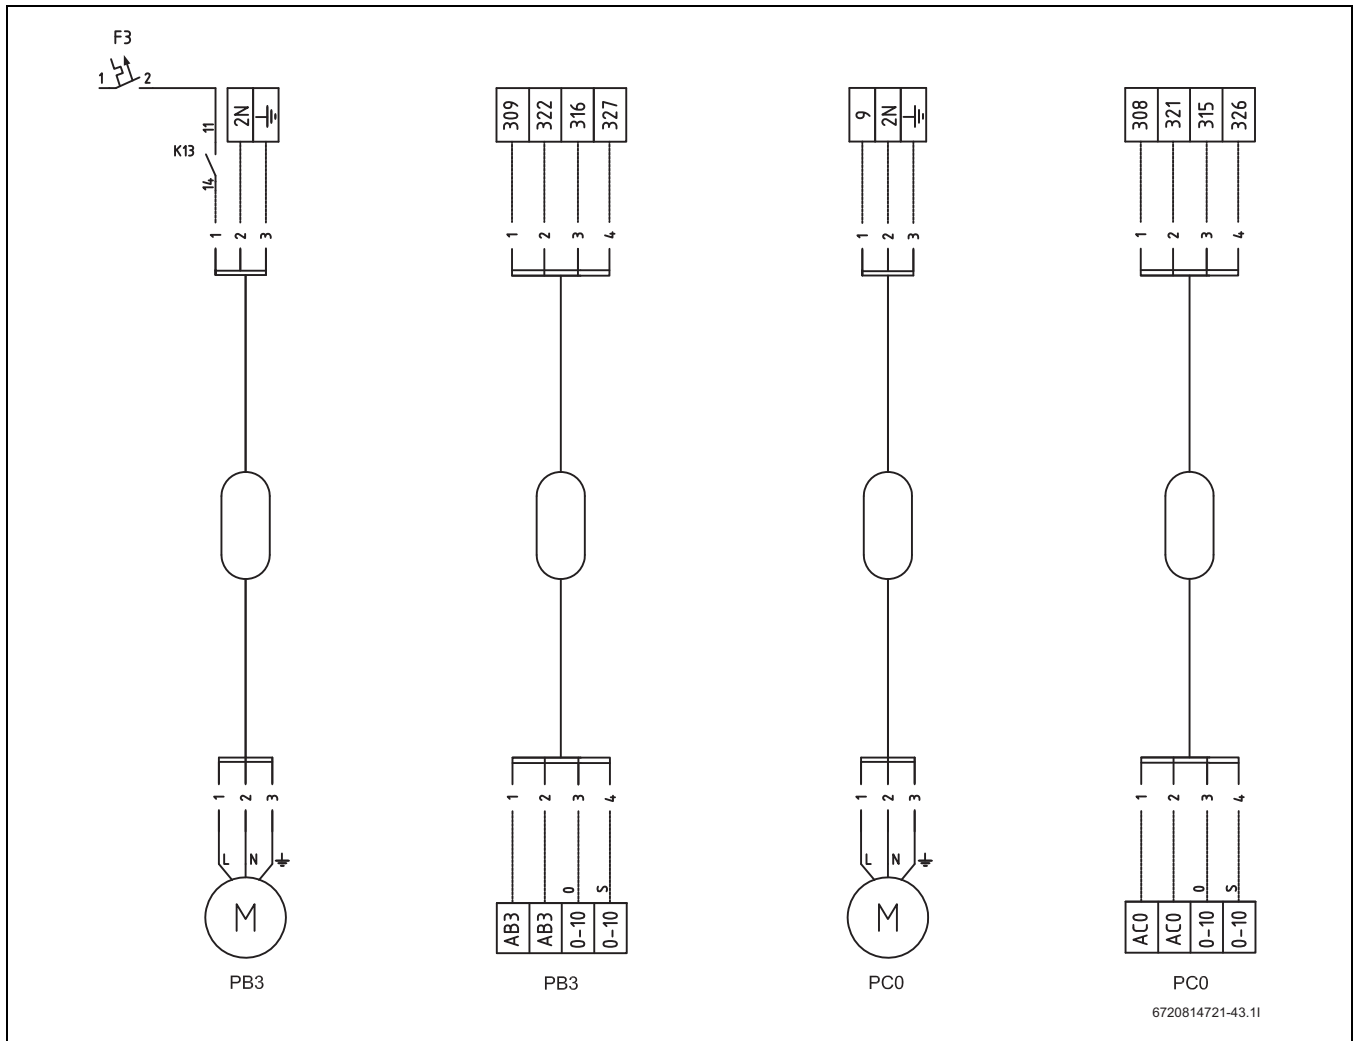 F3
1 2
11
K13
14
2N
309 322 316 327
9 2N
308 321 315 326
1 2 3
1 2 3 4
1 2 3
1 2 3 4
1 2 3
1 2 3 4
1 2 3
1 2 3 4
L N
0 S
L N
0 S
M
AB3 AB3 0-10 0-10
M
AC0 AC0 0-10 0-10
PB3
PB3
PC0
PC0
6720814721-43.1I